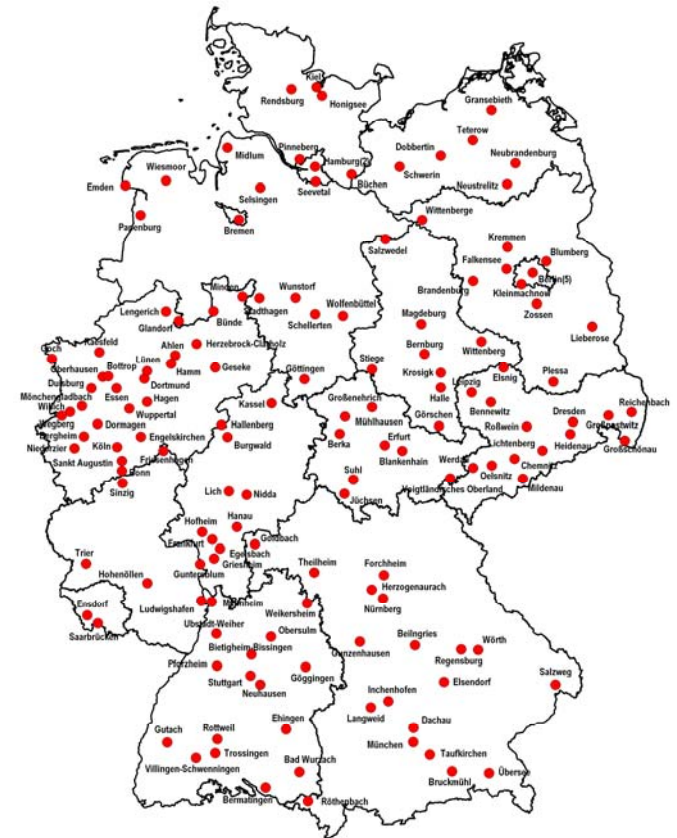 Kiel
Rendsburg
Honigsee
Gransebieth
Teterow
Dobbertin
Neubrandenburg
Schwerin
Neustrelitz
Midlum
Pinneberg
Hamburg(2)
Seevetal
Büchen
Wiesmoor
Emden
Selsingen
Papenburg
Bremen
Wittenberge
Salzwedel
Kremmen
Blumberg
Falkensee
Berlin(5)
Brandenburg
Kleinmachnow
Zossen
Lieberose
Minden
Stadthagen
Wunstorf
Wolfenbüttel
Schellerten
Lengerich
Glandorf
Bünde
Magdeburg
Bernburg
Wittenberg
Krosigk
Halle
Elsnig
Plessa
Goch
Raesfeld
Ahlen
Herzebrock-Clarholz
Oberhausen
Bottrop
Lünen
Hamm
Geseke
Göttingen
Stiege
Duisburg
Essen
Dortmund
Mönchengladbach
Hagen
Kassel
Großenehrich
Leipzig
Bennewitz
Wuppertal
Wegberg
Dormagen
Hallenberg
Mühlhausen
Görschen
Roßwein
Dresden
Großpostwitz
Reichenbach
Bergheim
Engelskirchen
Burgwald
Berka
Erfurt
Lichtenberg
Heidenau
Großschönau
Niederzier
Köln
Friesenhagen
Blankenhain
Werdau
Chemnitz
Sankt Augustin
Bonn
Oelsnitz
Mildenau
Sinzig
Suhl
Voigtländisches Oberland
Jüchsen
Lich
Nidda
Hanau
Hofheim
Goldbach
Frankfurt
Egelsbach
Griesheim
Guntersblum
Trier
Hohenöllen
Theilheim
Forchheim
Herzogenaurach
Nürnberg
Ludwigshafen
Mannheim
Weikersheim
Ensdorf
Saarbrücken
Ubstadt-Weiher
Obersulm
Bietigheim-Bissingen
Gunzenhausen
Beilngries
Wörth
Regensburg
Pforzheim
Göggingen
Stuttgart
Neuhausen
Elsendorf
Salzweg
Inchenhofen
Langweid
Ehingen
Dachau
Gutach
Rottweil
Trossingen
München
Taufkirchen
Villingen-Schwenningen
Bad Wurzach
Bruckmühl
Übersee
Bermatingen
Röthenbach